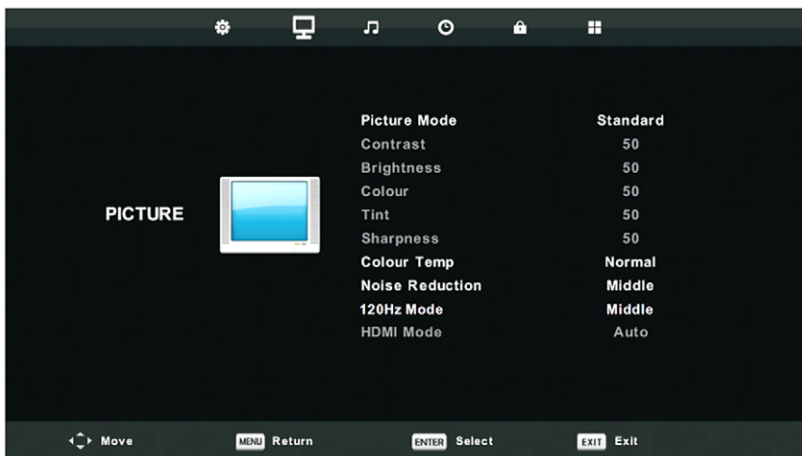 Picture Mode Standard
Contrast 50
Brightness 50
Colour 50
PICTURE
Tint 50
Sharpness 50
Colour Temp Normal
Noise Reduction Middle
120Hz Mode Middle
HDMI Mode Auto
Move MENU Return ENTER Select EXIT Exit